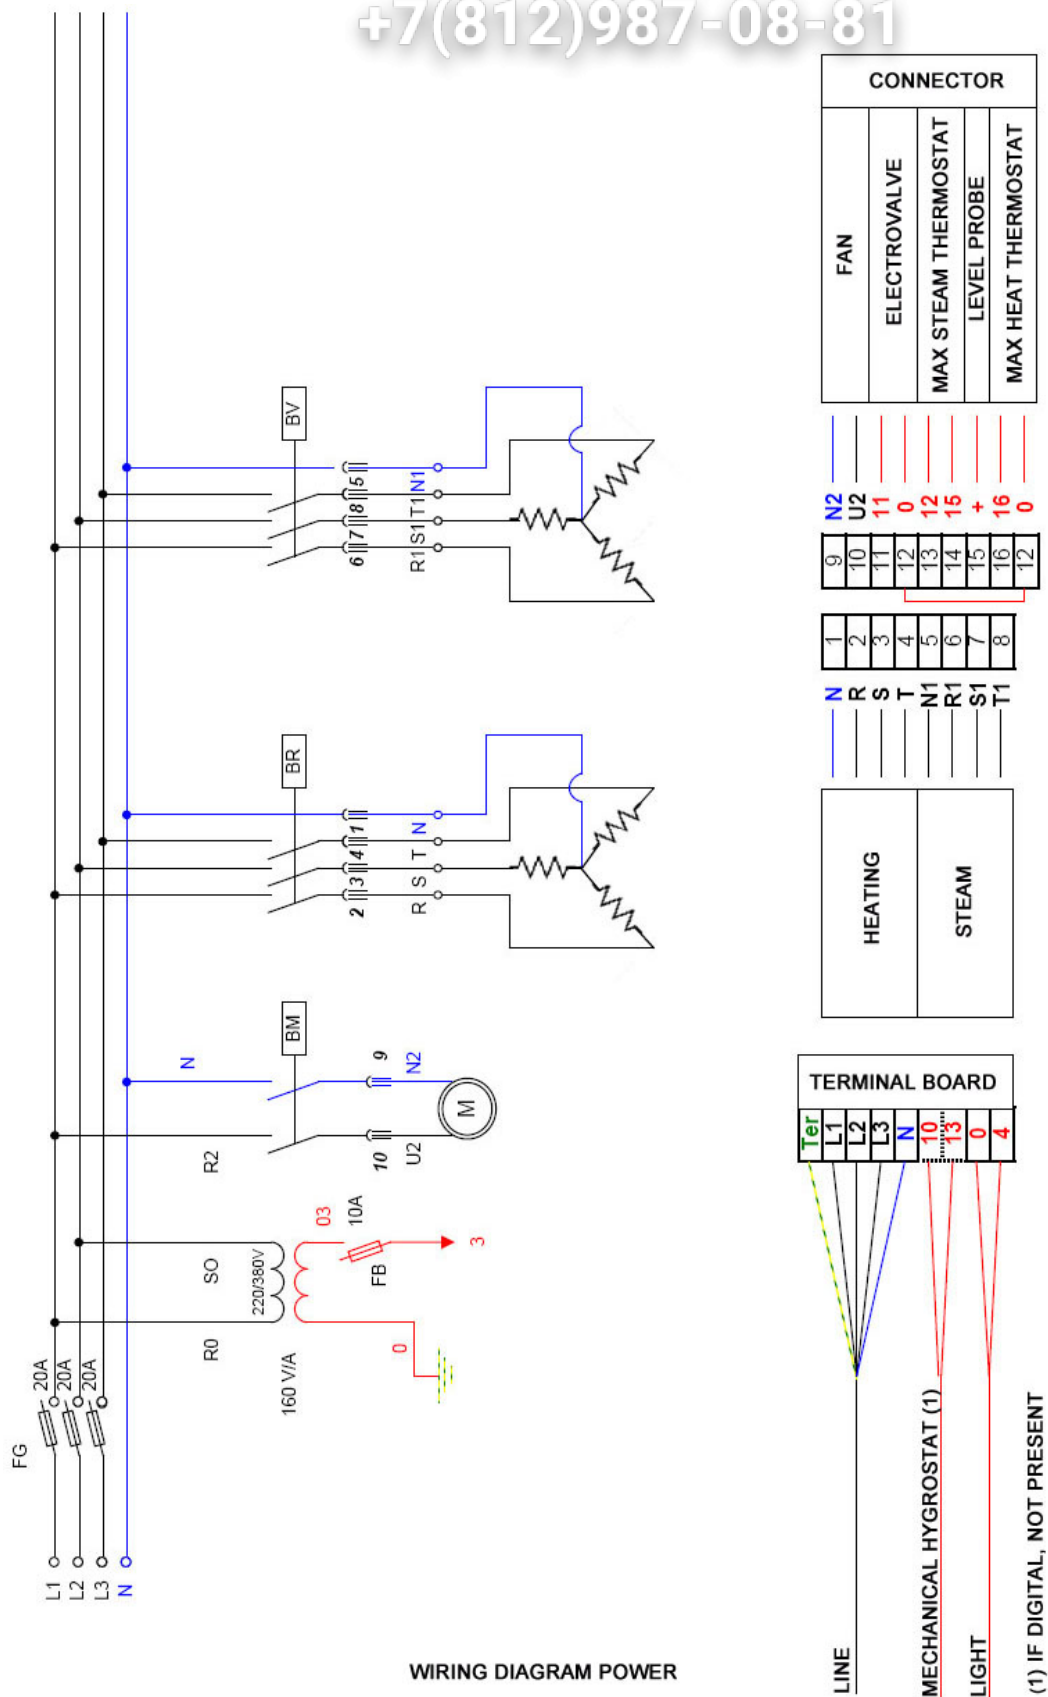 +7(812)987-08-81
WIRING DIAGRAM POWER
L1
L2
L3
N
FG
20A
20A
20A
R0
SO
160 V/A
220/380V
0
03
10A
FB
3
R2
N
BM
10
9
U2
N2
M
BR
2
3
4
1
R
S
T
N
BV
6
7
8
5
R1
S1
T1
N1
LINE
MECHANICAL HYGROSTAT (1)
LIGHT
(1) IF DIGITAL, NOT PRESENT
TERMINAL BOARD
Ter
L1
L2
L3
N
10
13
0
4
HEATING
STEAM
N
R
S
T
N1
R1
S1
T1
1
2
3
4
5
6
7
8
9
10
11
12
13
14
15
16
12
N2
U2
11
0
12
15
+
16
0
CONNECTOR
FAN
ELECTROVALVE
MAX STEAM THERMOSTAT
LEVEL PROBE
MAX HEAT THERMOSTAT